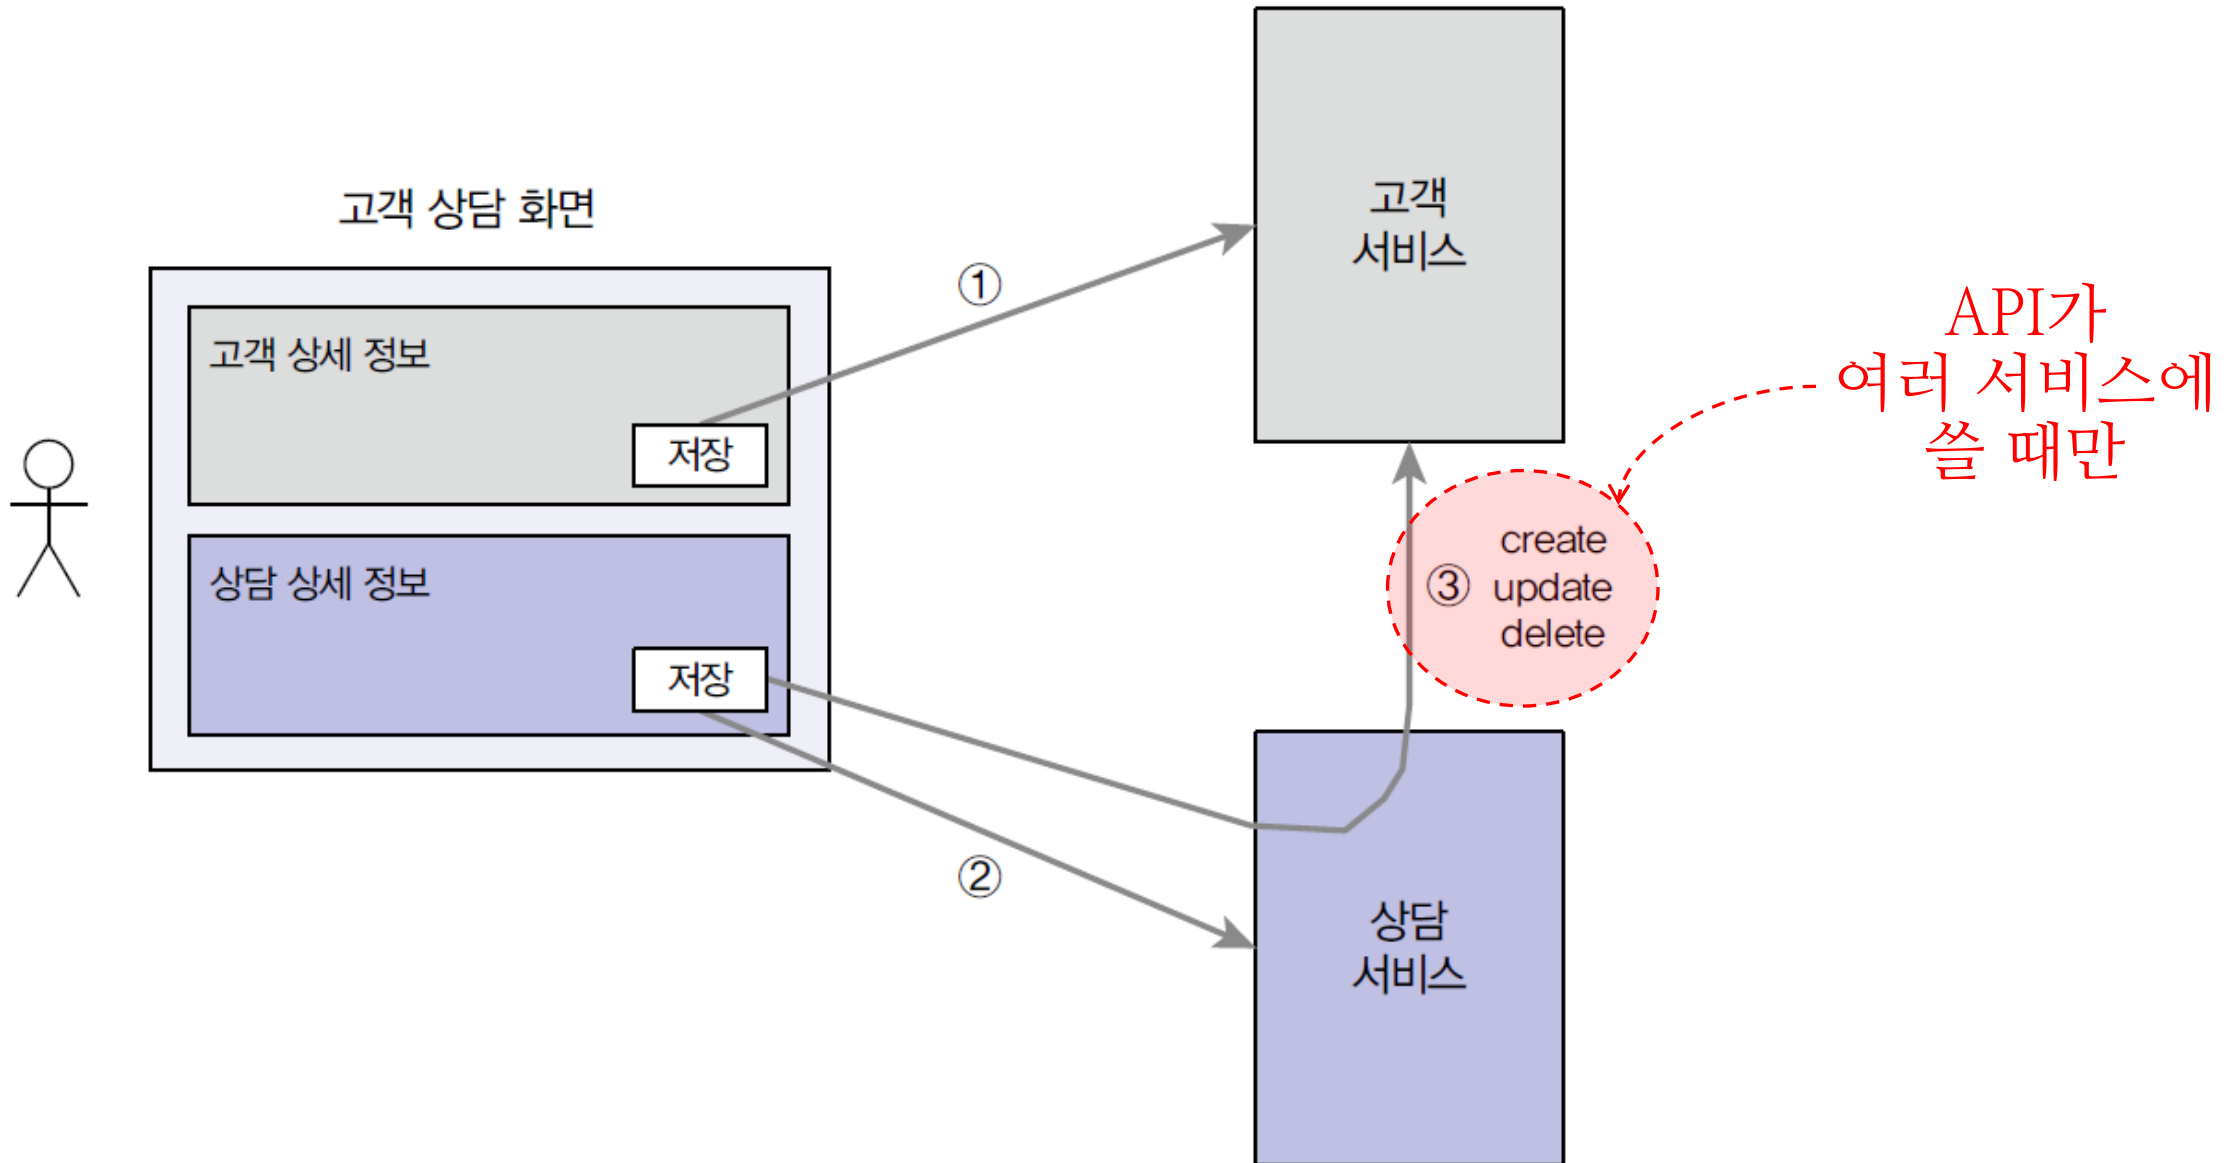 고객 상담 화면
고객 상세 정보
저장
상담 상세 정보
저장
①
②
고객
서비스
③
create
update
delete
상담
서비스
API가
여러 서비스에
쓸 때만